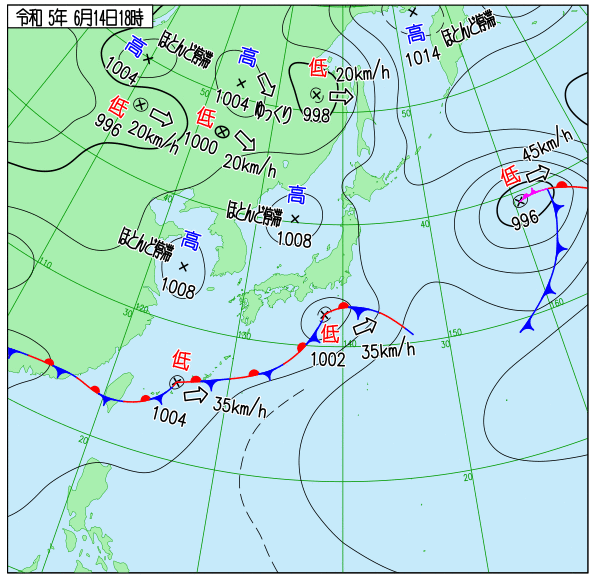 令和 5年 6月14日18時
高
1004
ほとんど停滞
高
1004
ゆっくり
低
998
20km/h
高
1014
ほとんど停滞
低
996
20km/h
低
1000
20km/h
低
996
45km/h
高
1008
ほとんど停滞
高
1008
ほとんど停滞
低
1002
35km/h
低
1004
35km/h
50
50
40
40
30
30
20
20
120
130
140
150
160